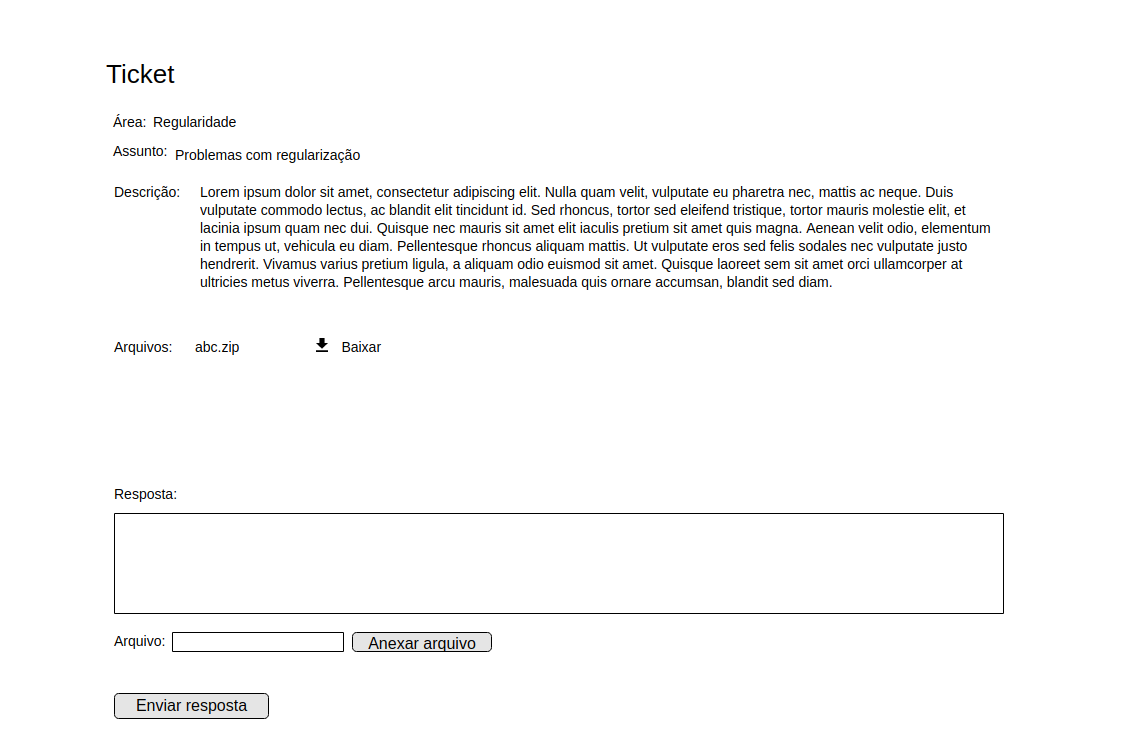 Ticket
Área: Regularidade
Assunto: Problemas com regularização
Descrição: Lorem ipsum dolor sit amet, consectetur adipiscing elit. Nulla quam velit, vulputate eu pharetra nec, mattis ac neque. Duis
vulputate commodo lectus, ac blandit elit tincidunt id. Sed rhoncus, tortor sed eleifend tristique, tortor mauris molestie elit, et
lacinia ipsum quam nec dui. Quisque nec mauris sit amet elit iaculis pretium sit amet quis magna. Aenean velit odio, elementum
in tempus ut, vehicula eu diam. Pellentesque rhoncus aliquam mattis. Ut vulputate eros sed felis sodales nec vulputate justo
hendrerit. Vivamus varius pretium ligula, a aliquam odio euismod sit amet. Quisque laoreet sem sit amet orci ullamcorper at
ultricies metus viverra. Pellentesque arcu mauris, malesuada quis ornare accumsan, blandit sed diam.
Arquivos: abc.zip Baixar
Resposta:
Arquivo: Anexar arquivo
Enviar resposta